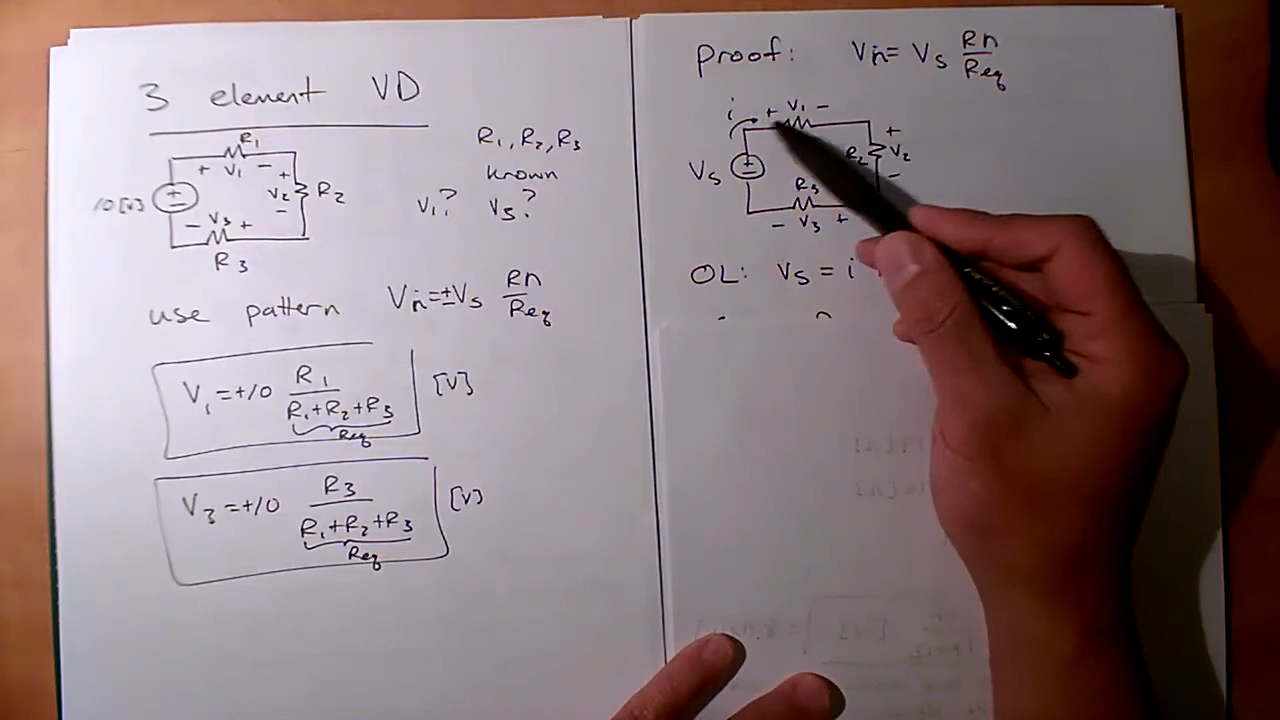 3 element VD
R1
+ V1 -
+ V2 -
R2
10[V]
- V3 +
R3
R1, R2, R3
known
V1? V3?
use pattern Vn=±Vs Rn/Req
V1=+10 R1/(R1+R2+R3) [V]
Req
V3=+10 R3/(R1+R2+R3) [V]
Req
Proof: Vn= Vs Rn/Req
i + V1 -
+ V2 -
R2
Vs
R3
- V3 +
OL: Vs = i